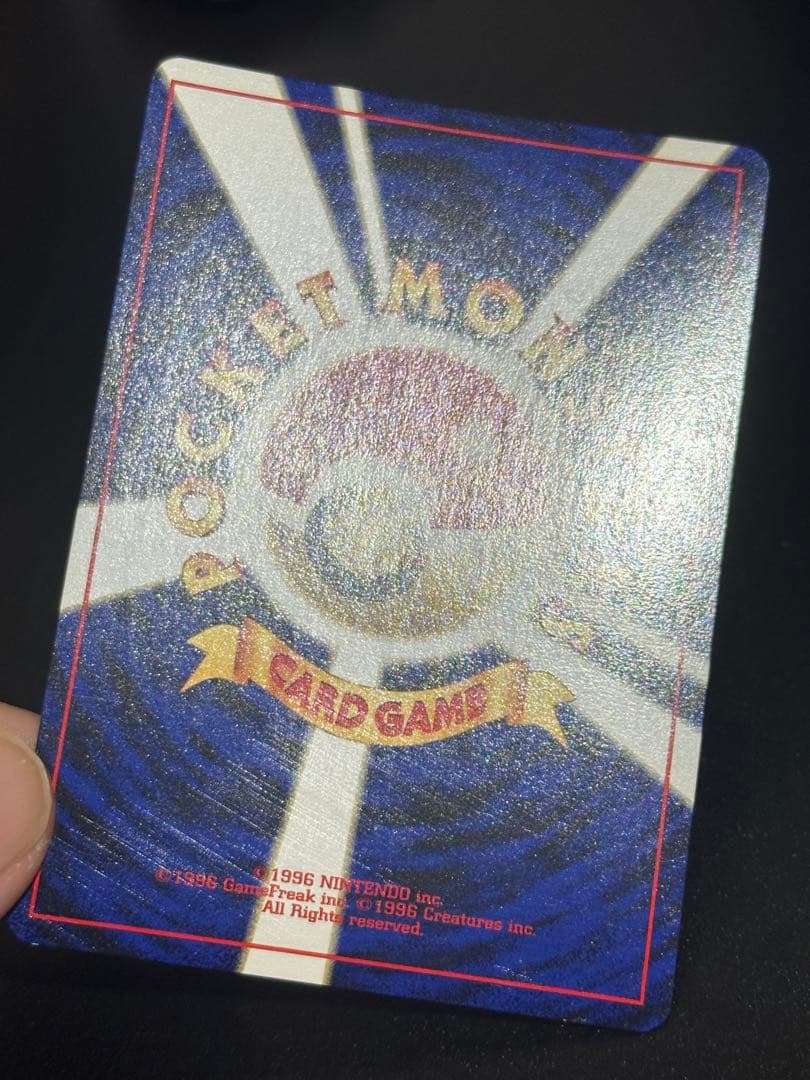 POCKET MON
CARD GAME
©1996 NINTENDO inc.
©1996 GameFreak inc. ©1996 Creatures inc.
All Rights reserved.